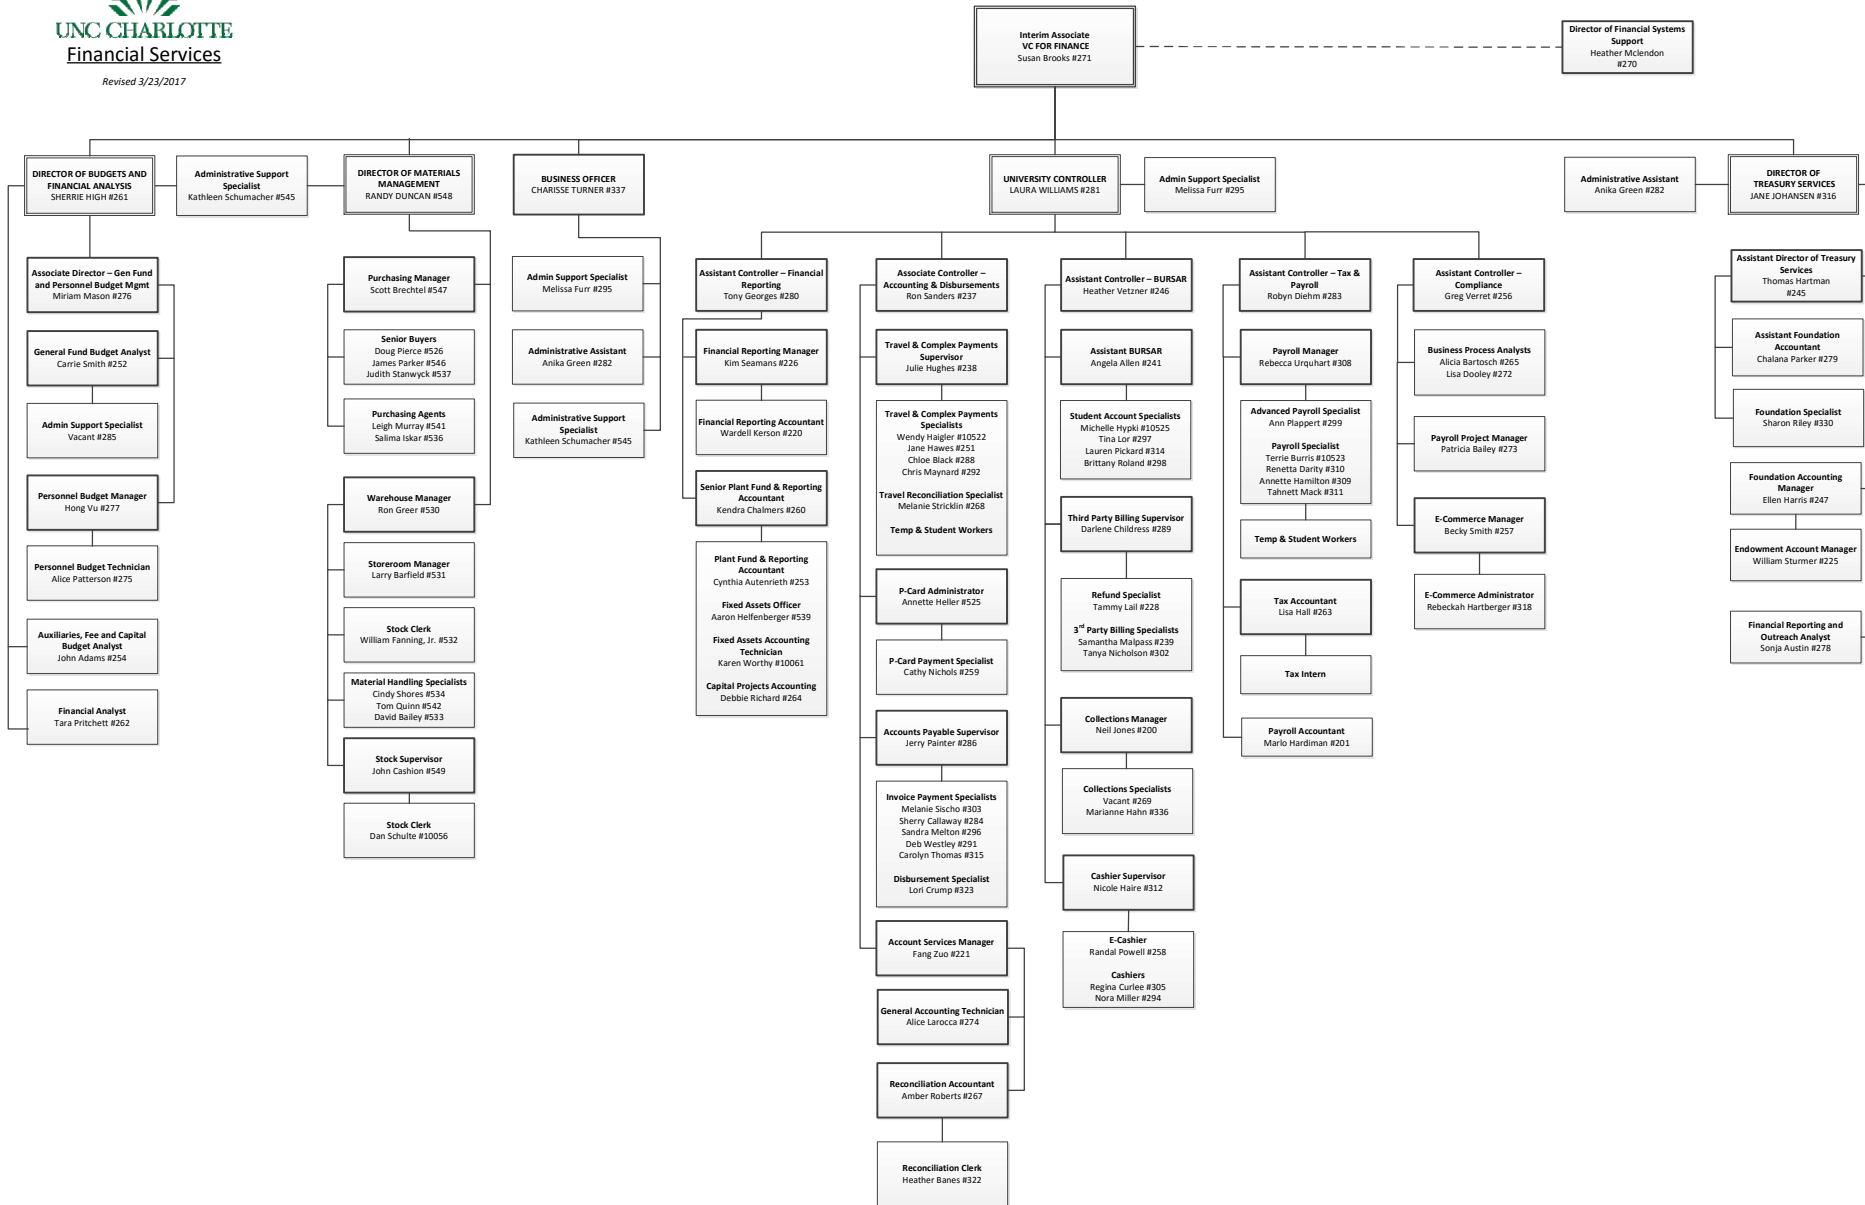 UNC CHARLOTTE
Financial Services
Revised 3/23/2017
Interim Associate
VC FOR FINANCE
Susan Brooks #271
Director of Financial Systems
Support
Heather Mclendon
#270
DIRECTOR OF BUDGETS AND
FINANCIAL ANALYSIS
SHERRIE HIGH #261
Administrative Support
Specialist
Kathleen Schumacher #545
DIRECTOR OF MATERIALS
MANAGEMENT
RANDY DUNCAN #548
BUSINESS OFFICER
CHARISSE TURNER #337
UNIVERSITY CONTROLLER
LAURA WILLIAMS #281
Admin Support Specialist
Melissa Furr #295
Administrative Assistant
Anika Green #282
DIRECTOR OF
TREASURY SERVICES
JANE JOHANSEN #316
Associate Director – Gen Fund
and Personnel Budget Mgmt
Miriam Mason #276
General Fund Budget Analyst
Carrie Smith #252
Admin Support Specialist
Vacant #285
Personnel Budget Manager
Hong Vu #277
Personnel Budget Technician
Alice Patterson #275
Auxiliaries, Fee and Capital
Budget Analyst
John Adams #254
Financial Analyst
Tara Pritchett #262
Purchasing Manager
Scott Brechtel #547
Senior Buyers
Doug Pierce #526
James Parker #546
Judith Stanwyck #537
Purchasing Agents
Leigh Murray #541
Salima Iskar #536
Warehouse Manager
Ron Greer #530
Storeroom Manager
Larry Barfield #531
Stock Clerk
William Fanning, Jr. #532
Material Handling Specialists
Cindy Shores #534
Tom Quinn #542
David Bailey #533
Stock Supervisor
John Cashion #549
Stock Clerk
Dan Schulte #10056
Admin Support Specialist
Melissa Furr #295
Administrative Assistant
Anika Green #282
Administrative Support
Specialist
Kathleen Schumacher #545
Assistant Controller – Financial
Reporting
Tony Georges #280
Financial Reporting Manager
Kim Seamans #226
Financial Reporting Accountant
Wardell Kerson #220
Senior Plant Fund & Reporting
Accountant
Kendra Chalmers #260
Plant Fund & Reporting
Accountant
Cynthia Autenrieth #253
Fixed Assets Officer
Aaron Helfenberger #539
Fixed Assets Accounting
Technician
Karen Worthy #10061
Capital Projects Accounting
Debbie Richard #264
Associate Controller –
Accounting & Disbursements
Ron Sanders #237
Travel & Complex Payments
Supervisor
Julie Hughes #238
Travel & Complex Payments
Specialists
Wendy Haigler #10522
Jane Hawes #251
Chloe Black #288
Chris Maynard #292
Travel Reconciliation Specialist
Melanie Stricklin #268
Temp & Student Workers
P-Card Administrator
Annette Heller #525
P-Card Payment Specialist
Cathy Nichols #259
Accounts Payable Supervisor
Jerry Painter #286
Invoice Payment Specialists
Melanie Sischo #303
Sherry Callaway #284
Sandra Melton #296
Deb Westley #291
Carolyn Thomas #315
Disbursement Specialist
Lori Crump #323
Account Services Manager
Fang Zuo #221
General Accounting Technician
Alice Larocca #274
Reconciliation Accountant
Amber Roberts #267
Reconciliation Clerk
Heather Banes #322
Assistant Controller – BURSAR
Heather Vetzner #246
Assistant BURSAR
Angela Allen #241
Student Account Specialists
Michelle Hypki #10525
Tina Lor #297
Lauren Pickard #314
Brittany Roland #298
Third Party Billing Supervisor
Darlene Childress #289
Refund Specialist
Tammy Lail #228
3rd Party Billing Specialists
Samantha Malpass #239
Tanya Nicholson #302
Collections Manager
Neil Jones #200
Collections Specialists
Vacant #269
Marianne Hahn #336
Cashier Supervisor
Nicole Haire #312
E-Cashier
Randal Powell #258
Cashiers
Regina Curlee #305
Nora Miller #294
Assistant Controller – Tax &
Payroll
Robyn Diehm #283
Payroll Manager
Rebecca Urquhart #308
Advanced Payroll Specialist
Ann Plappert #299
Payroll Specialist
Terrie Burris #10523
Renetta Darity #310
Annette Hamilton #309
Tahnett Mack #311
Temp & Student Workers
Tax Accountant
Lisa Hall #263
Tax Intern
Payroll Accountant
Marlo Hardiman #201
Assistant Controller –
Compliance
Greg Verret #256
Business Process Analysts
Alicia Bartosch #265
Lisa Dooley #272
Payroll Project Manager
Patricia Bailey #273
E-Commerce Manager
Becky Smith #257
E-Commerce Administrator
Rebeckah Hartberger #318
Assistant Director of Treasury
Services
Thomas Hartman
#245
Assistant Foundation
Accountant
Chalana Parker #279
Foundation Specialist
Sharon Riley #330
Foundation Accounting
Manager
Ellen Harris #247
Endowment Account Manager
William Sturmer #225
Financial Reporting and
Outreach Analyst
Sonja Austin #278